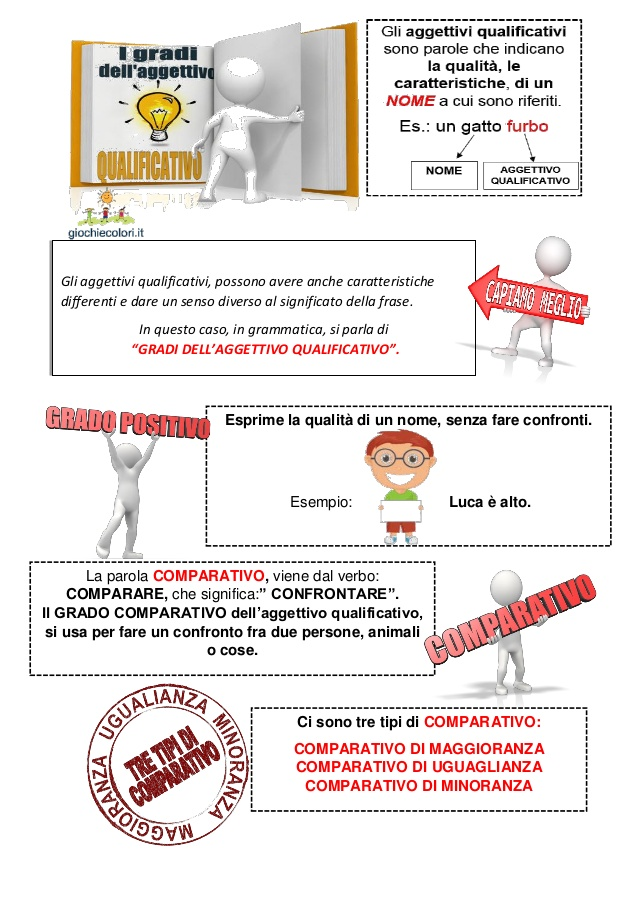 I gradi
dell'aggettivo
QUALIFICATIVO
giochiecolori.it
Gli aggettivi qualificativi
sono parole che indicano
la qualità, le
caratteristiche, di un
NOME a cui sono riferiti.
Es.: un gatto furbo
NOME
AGGETTIVO
QUALIFICATIVO
Gli aggettivi qualificativi, possono avere anche caratteristiche
differenti e dare un senso diverso al significato della frase.
In questo caso, in grammatica, si parla di
“GRADI DELL’AGGETTIVO QUALIFICATIVO”.
CAPIAMO MEGLIO
GRADO POSITIVO
Esprime la qualità di un nome, senza fare confronti.
Esempio: Luca è alto.
La parola COMPARATIVO, viene dal verbo:
COMPARARE, che significa:” CONFRONTARE”.
Il GRADO COMPARATIVO dell’aggettivo qualificativo,
si usa per fare un confronto fra due persone, animali
o cose.
COMPARATIVO
MAGGIORANZA UGUALIANZA MINORANZA
TRE TIPI DI
COMPARATIVO
Ci sono tre tipi di COMPARATIVO:
COMPARATIVO DI MAGGIORANZA
COMPARATIVO DI UGUAGLIANZA
COMPARATIVO DI MINORANZA